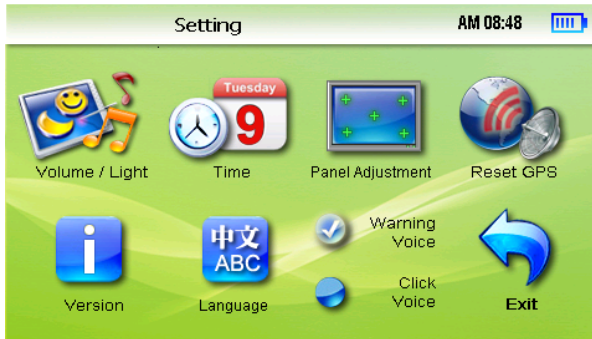 Setting
AM 08:48
Tuesday
9
Volume / Light
Time
Panel Adjustment
Reset GPS
i
中文
ABC
Warning
Voice
Click
Voice
Version
Language
Exit